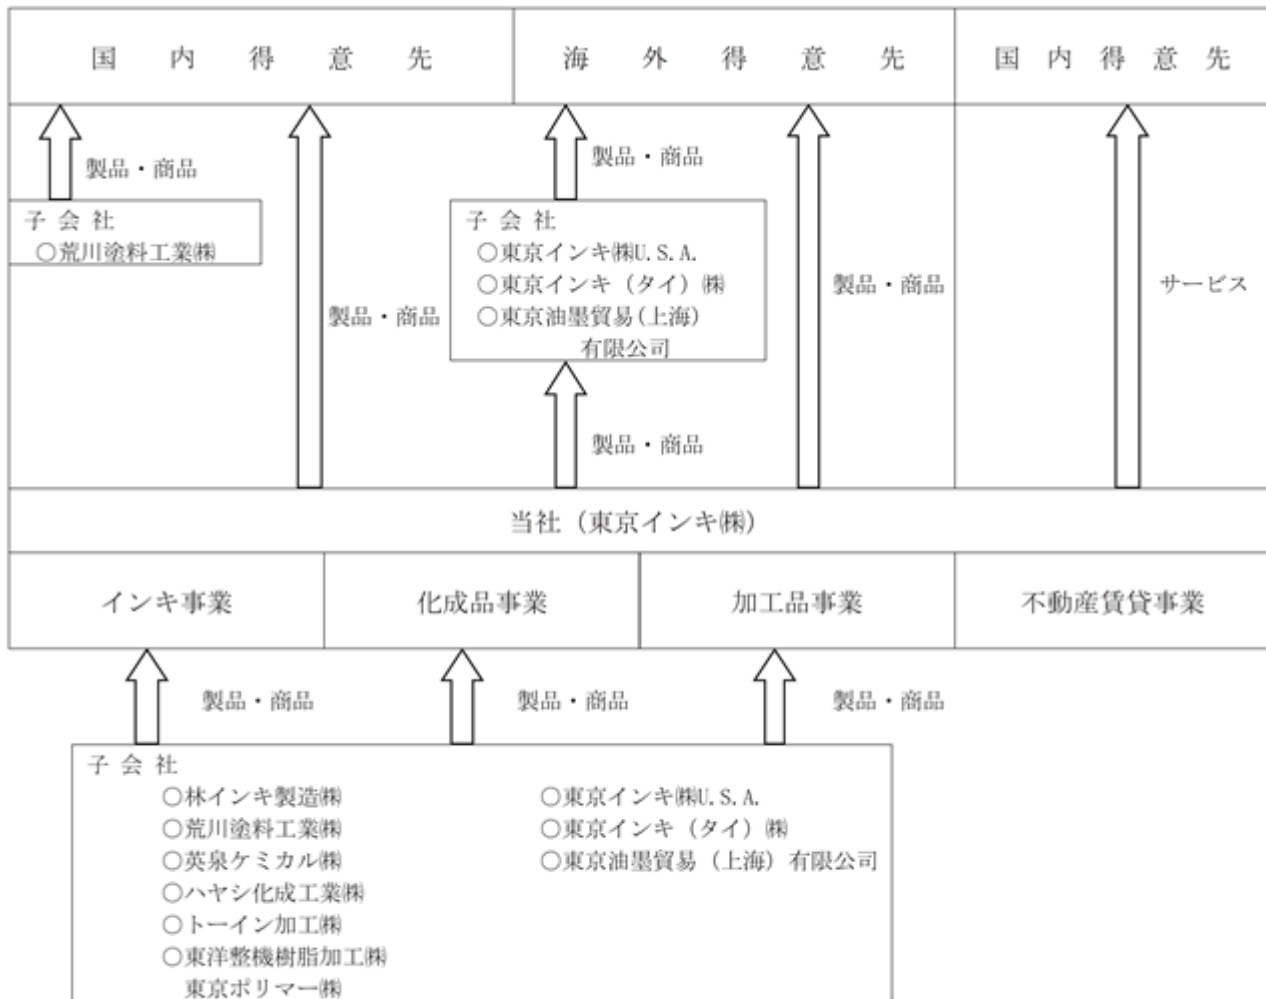 国内得意先
海外得意先
国内得意先
製品・商品
製品・商品
子会社
○荒川塗料工業㈱
子会社
○東京インキ㈱U.S.A.
○東京インキ（タイ）㈱
○東京油墨貿易(上海)
有限公司
製品・商品
製品・商品
サービス
製品・商品
当社（東京インキ㈱）
インキ事業
化成品事業
加工品事業
不動産賃貸事業
製品・商品
製品・商品
製品・商品
子会社
○林インキ製造㈱
○荒川塗料工業㈱
○英泉ケミカル㈱
○ハヤシ化成工業㈱
○トーイン加工㈱
○東洋整機樹脂加工㈱
東京ポリマー㈱
○東京インキ㈱U.S.A.
○東京インキ（タイ）㈱
○東京油墨貿易（上海）有限公司